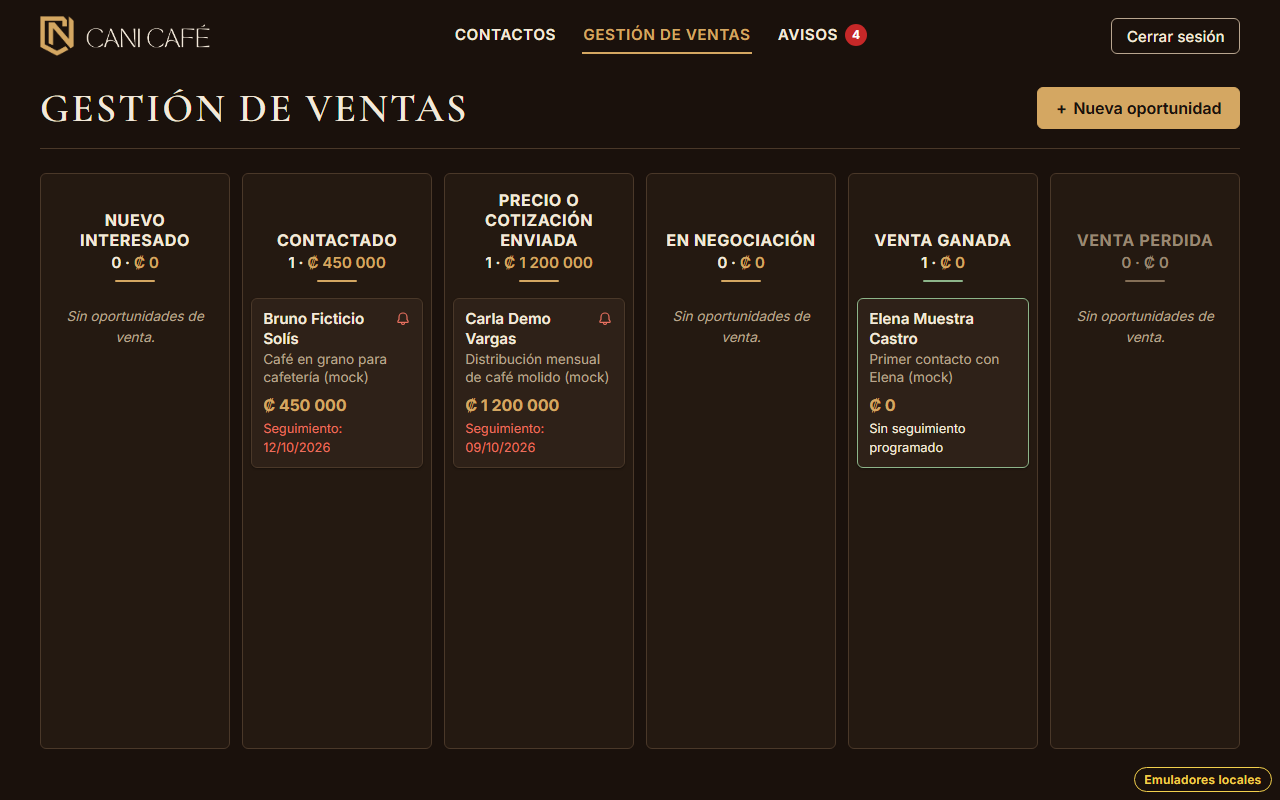 CANI CAFÉ
CONTACTOS
GESTIÓN DE VENTAS
AVISOS 4
Cerrar sesión
GESTIÓN DE VENTAS
+ Nueva oportunidad
NUEVO
INTERESADO
0 · ₡ 0
Sin oportunidades de
venta.
CONTACTADO
1 · ₡ 450 000
Bruno Ficticio
Solís
Café en grano para
cafetería (mock)
₡ 450 000
Seguimiento:
12/10/2026
PRECIO O
COTIZACIÓN
ENVIADA
1 · ₡ 1 200 000
Carla Demo
Vargas
Distribución mensual
de café molido (mock)
₡ 1 200 000
Seguimiento:
09/10/2026
EN NEGOCIACIÓN
0 · ₡ 0
Sin oportunidades de
venta.
VENTA GANADA
1 · ₡ 0
Elena Muestra
Castro
Primer contacto con
Elena (mock)
₡ 0
Sin seguimiento
programado
VENTA PERDIDA
0 · ₡ 0
Sin oportunidades de
venta.
Emuladores locales